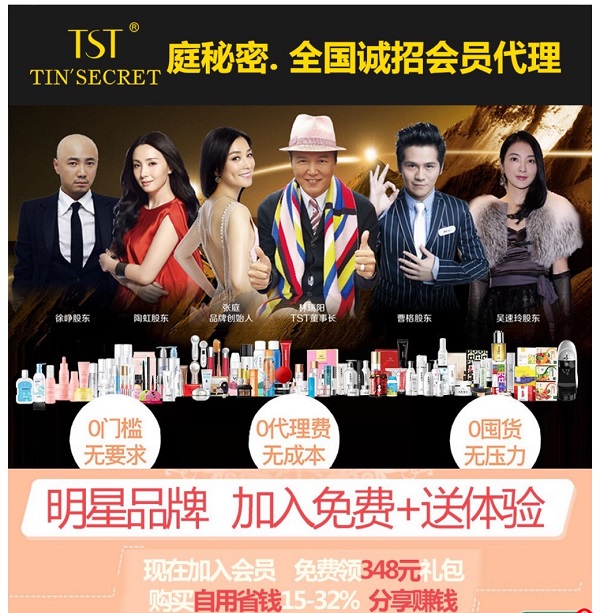 TST®
TIN'SECRET
庭秘密. 全国诚招会员代理
徐峥股东
陶虹股东
张庭
品牌创始人
林瑞阳
TST董事长
曹格股东
吴速玲股东
0门槛
无要求
0代理费
无成本
0囤货
无压力
明星品牌 加入免费+送体验
现在加入会员 免费领348元礼包
购买自用省钱15-32% 分享赚钱